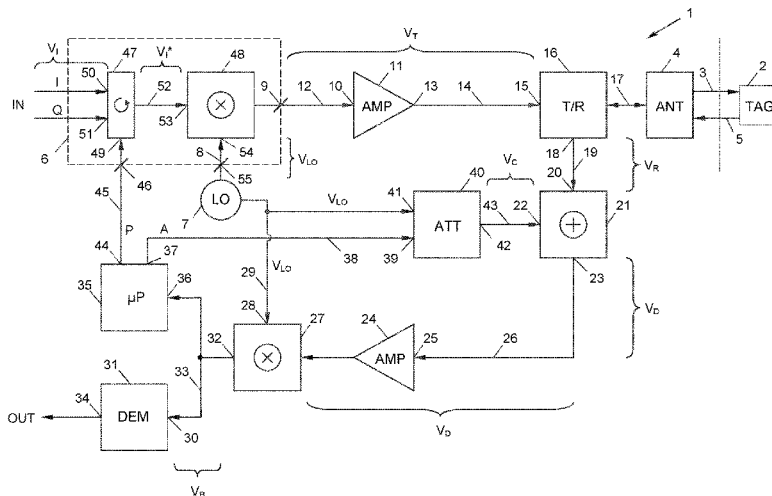 1
V_T
V_I 47 V_I* 48 16 4 2
50 9 11 3
I 52 12 10 13 14 15 17
IN
AMP T/R ANT TAG
Q
51 53 54 5
49 8 18 19
6 46 55 V_LO V_R
45 LO 40 V_C 20
7 V_LO 41 43 22 21
ATT
P A 42
44 37 38 39 23
V_LO
35 µP 36 29 V_D
28 27 24
32 25 26
31 AMP
33
34
OUT DEM 30
V_D
V_B